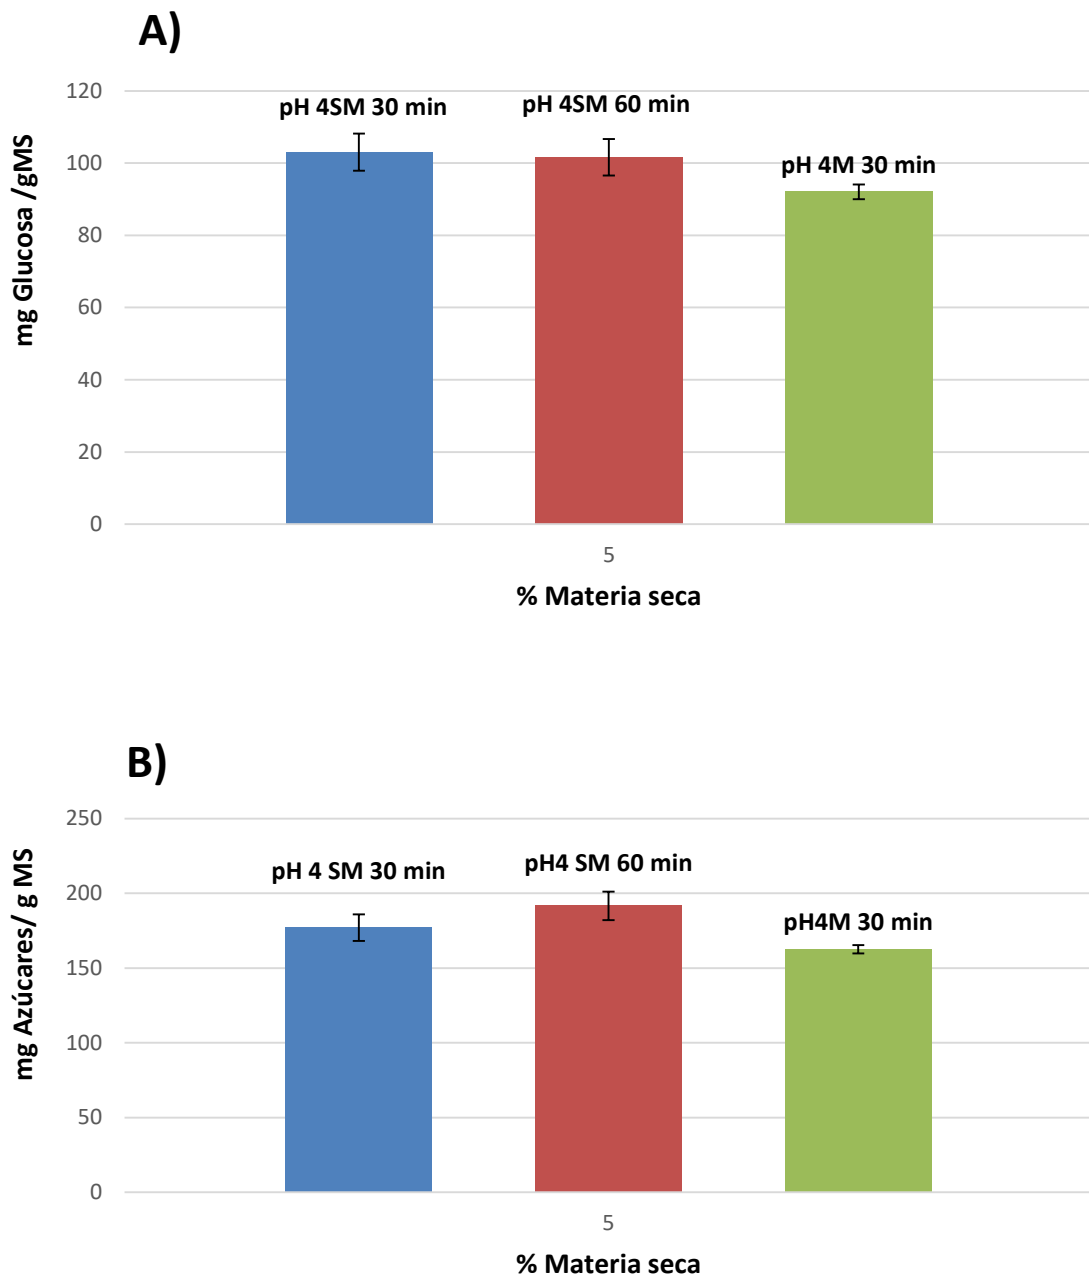 A)
120
100
80
60
40
20
0
mg Glucosa /gMS
pH 4SM 30 min
pH 4SM 60 min
pH 4M 30 min
5
% Materia seca
B)
250
200
150
100
50
0
mg Azúcares/ g MS
pH 4 SM 30 min
pH4 SM 60 min
pH4M 30 min
5
% Materia seca